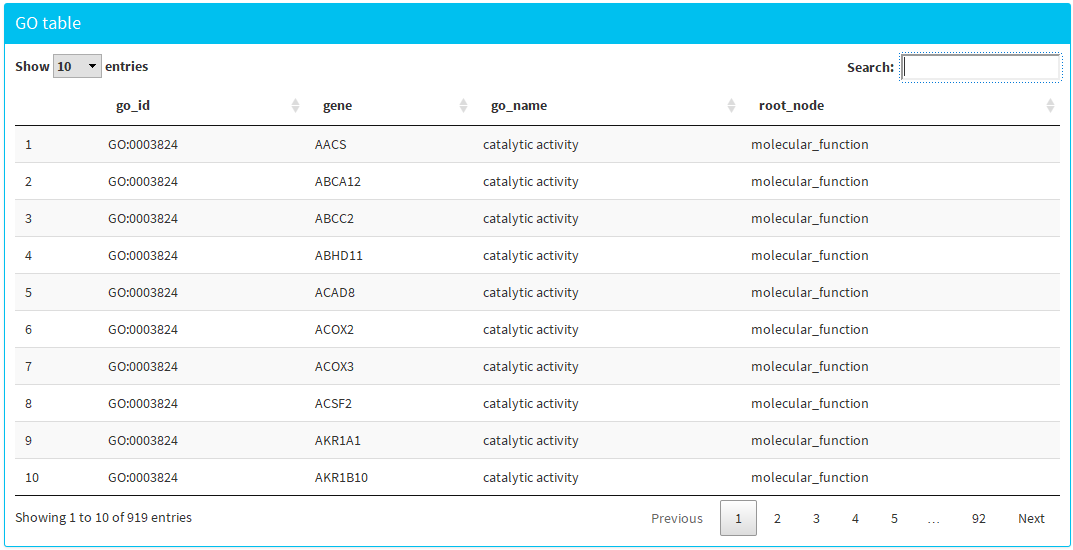 GO table
Show 10 entries Search:
go_id gene go_name root_node
1 GO:0003824 AACS catalytic activity molecular_function
2 GO:0003824 ABCA12 catalytic activity molecular_function
3 GO:0003824 ABCC2 catalytic activity molecular_function
4 GO:0003824 ABHD11 catalytic activity molecular_function
5 GO:0003824 ACAD8 catalytic activity molecular_function
6 GO:0003824 ACOX2 catalytic activity molecular_function
7 GO:0003824 ACOX3 catalytic activity molecular_function
8 GO:0003824 ACSF2 catalytic activity molecular_function
9 GO:0003824 AKR1A1 catalytic activity molecular_function
10 GO:0003824 AKR1B10 catalytic activity molecular_function
Showing 1 to 10 of 919 entries Previous 1 2 3 4 5 … 92 Next